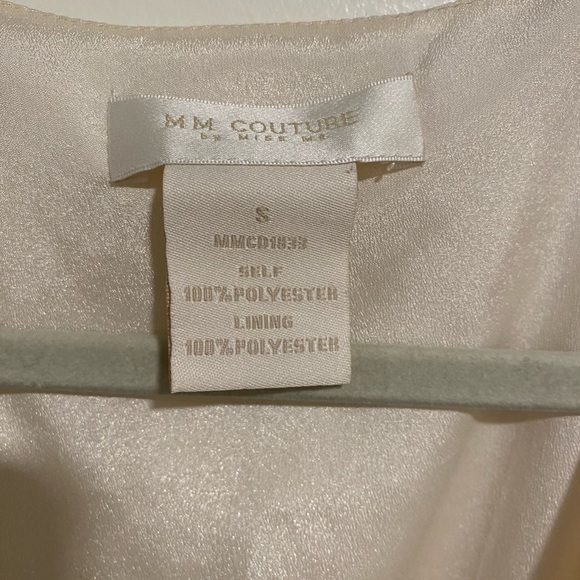 MM COUTURE
by MISS ME
S
MMCD1833
SELF
100%POLYESTER
LINING
100%POLYESTER